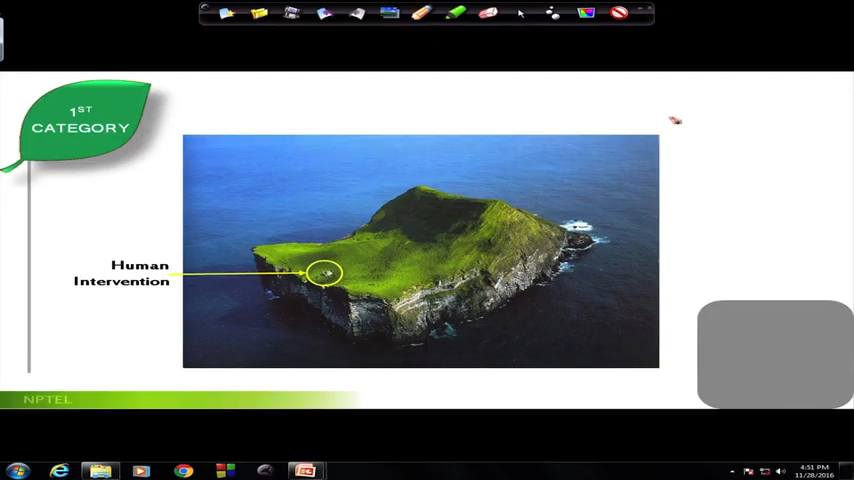 1ST
CATEGORY
Human
Intervention
NPTEL
4:51 PM
11/28/2016